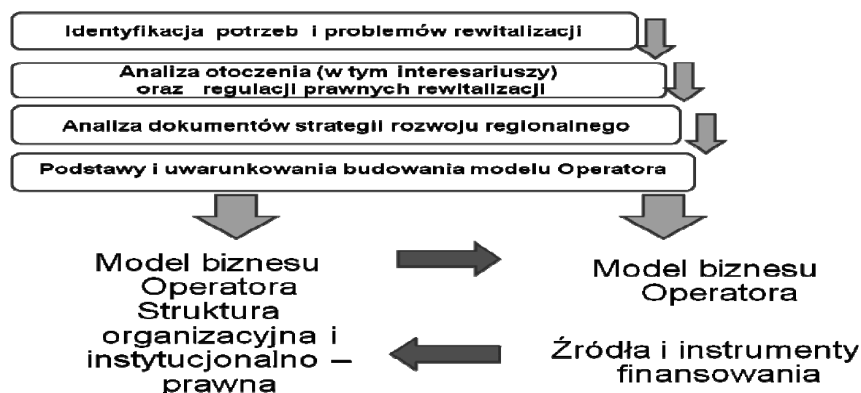 Identyfikacja potrzeb i problemów rewitalizacji
Analiza otoczenia (w tym interesariuszy)
oraz regulacji prawnych rewitalizacji
Analiza dokumentów strategii rozwoju regionalnego
Podstawy i uwarunkowania budowania modelu Operatora
Model biznesu
Operatora
Struktura
organizacyjna i
instytucjonalno –
prawna
Model biznesu
Operatora
Źródła i instrumenty
finansowania